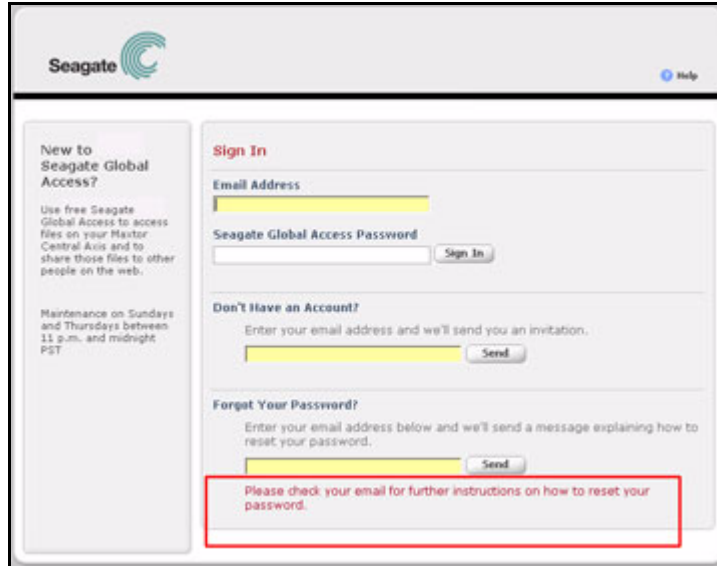 Seagate
Help
New to
Seagate Global
Access?
Use free Seagate
Global Access to access
files on your Maxtor
Central Axis and to
share those files to other
people on the web.
Maintenance on Sundays
and Thursdays between
11 p.m. and midnight
PST
Sign In
Email Address
Seagate Global Access Password
Sign In
Don't Have an Account?
Enter your email address and we'll send you an invitation.
Send
Forgot Your Password?
Enter your email address below and we'll send a message explaining how to
reset your password.
Send
Please check your email for further instructions on how to reset your
password.